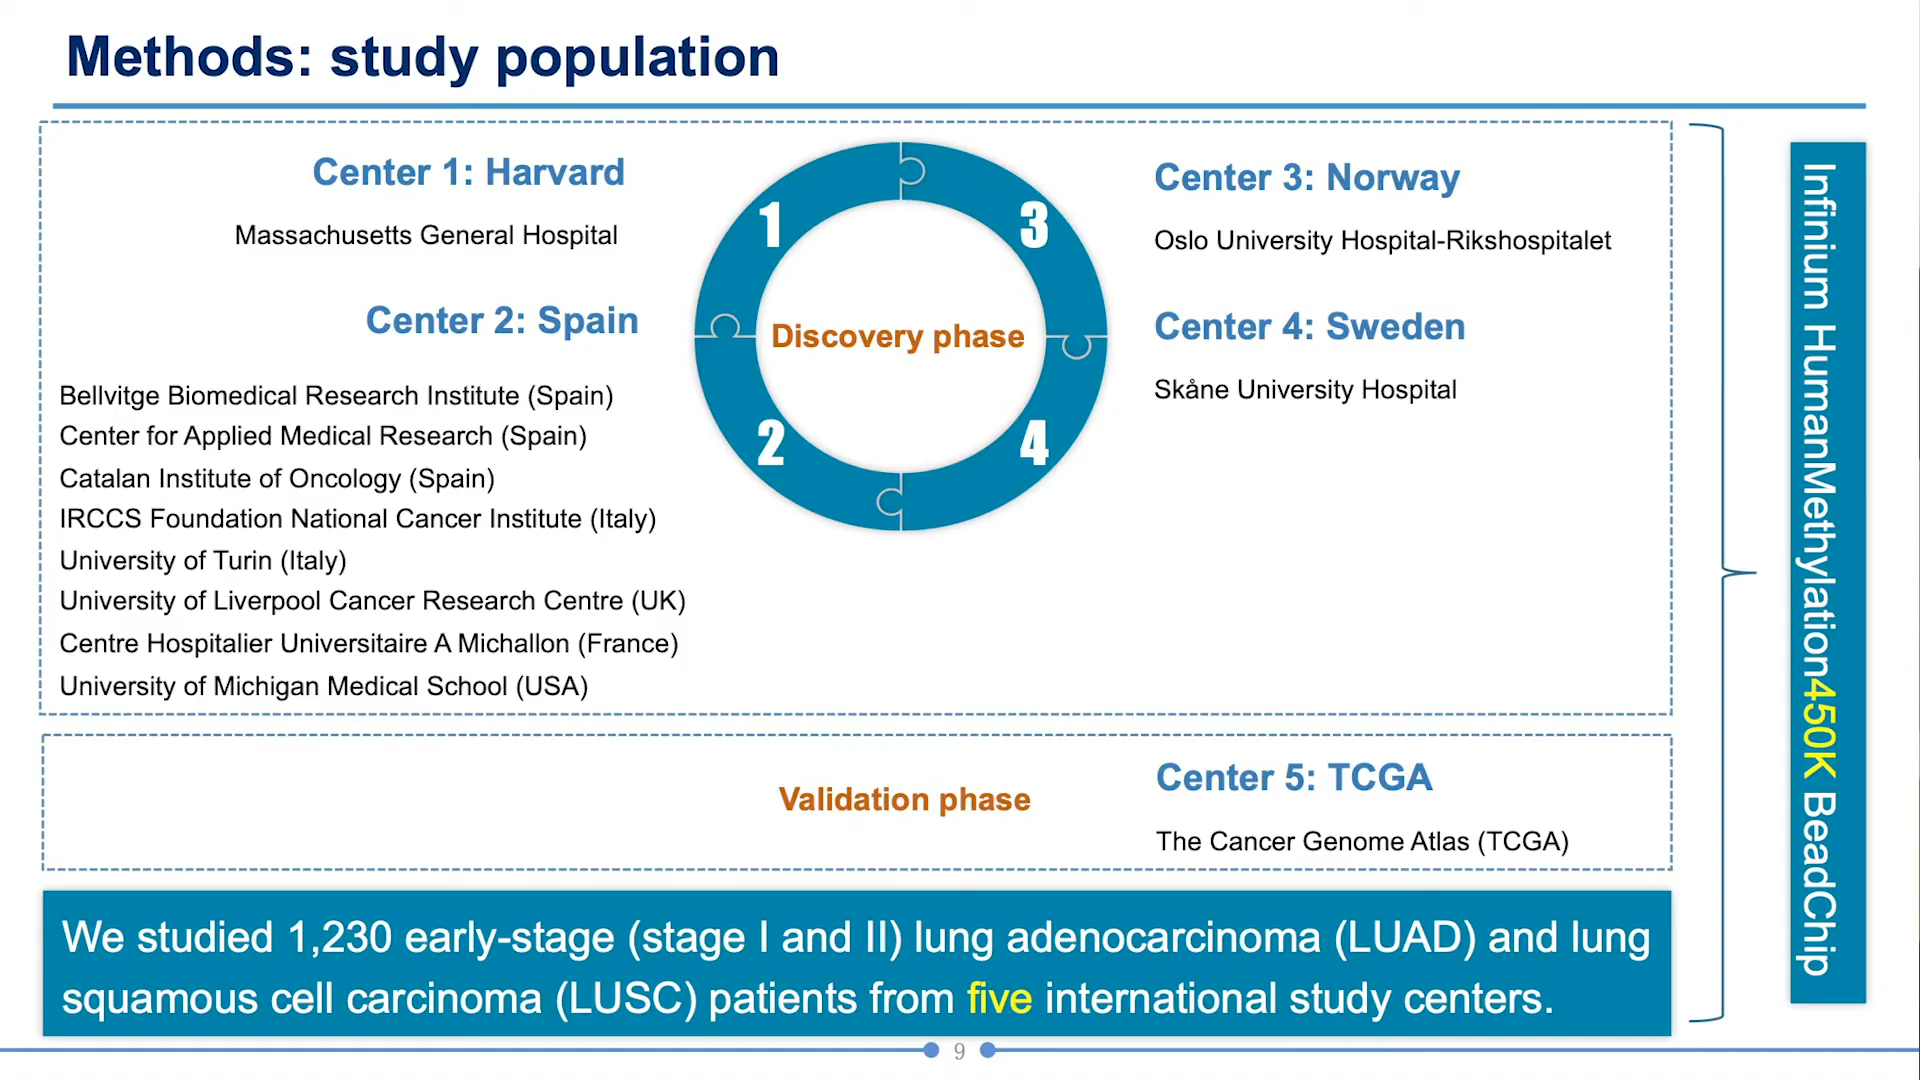 Methods: study population
Center 1: Harvard
Massachusetts General Hospital
Center 2: Spain
Bellvitge Biomedical Research Institute (Spain)
Center for Applied Medical Research (Spain)
Catalan Institute of Oncology (Spain)
IRCCS Foundation National Cancer Institute (Italy)
University of Turin (Italy)
University of Liverpool Cancer Research Centre (UK)
Centre Hospitalier Universitaire A Michallon (France)
University of Michigan Medical School (USA)
1
3
Discovery phase
2
4
Center 3: Norway
Oslo University Hospital-Rikshospitalet
Center 4: Sweden
Skåne University Hospital
Validation phase
Center 5: TCGA
The Cancer Genome Atlas (TCGA)
We studied 1,230 early-stage (stage I and II) lung adenocarcinoma (LUAD) and lung
squamous cell carcinoma (LUSC) patients from five international study centers.
Infinium HumanMethylation450K BeadChip
9